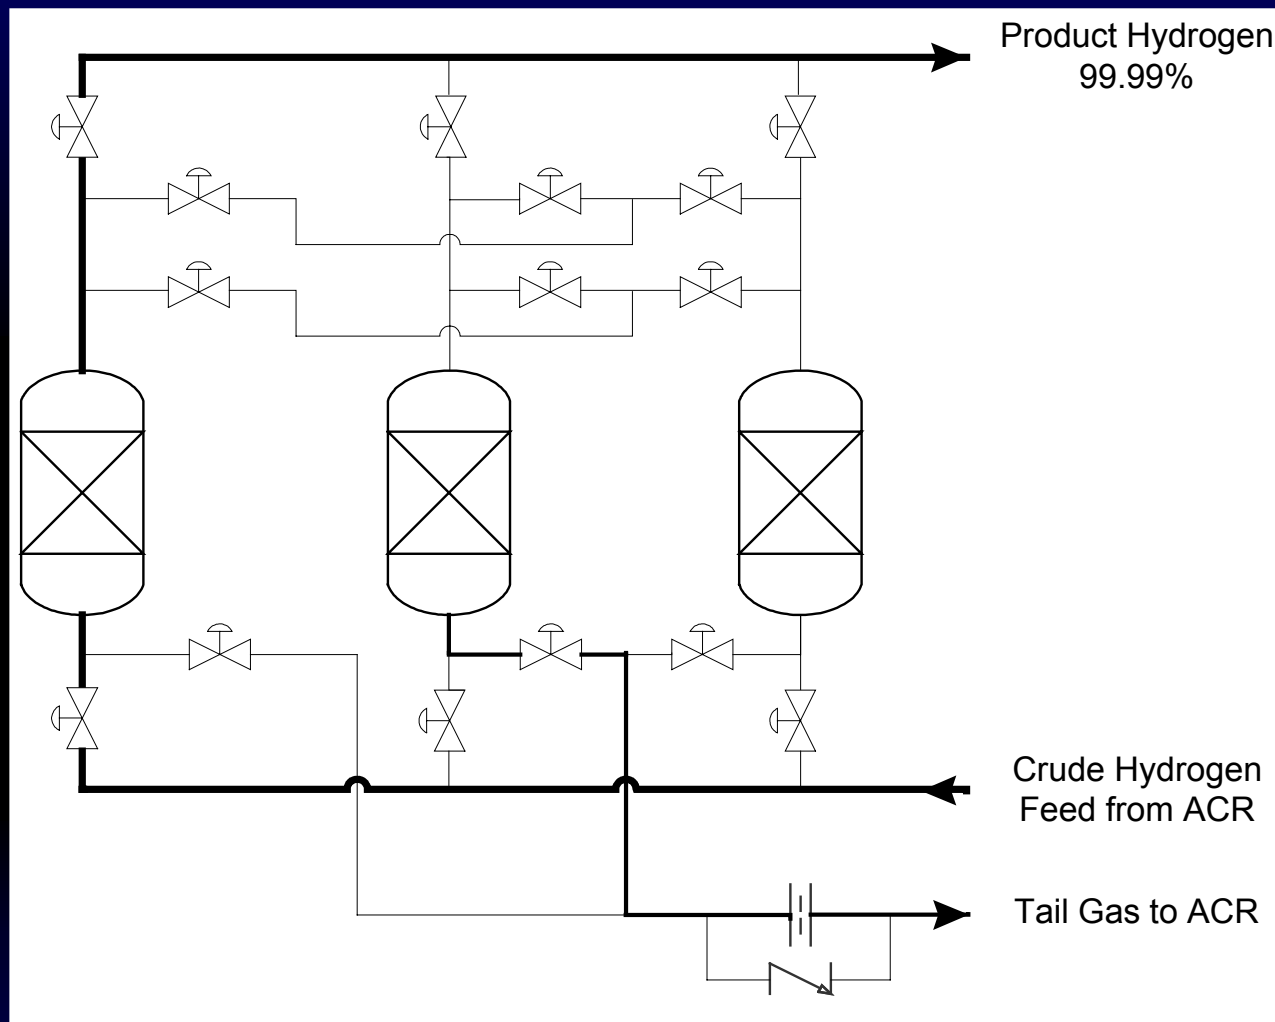 Product Hydrogen
99.99%
Crude Hydrogen
Feed from ACR
Tail Gas to ACR